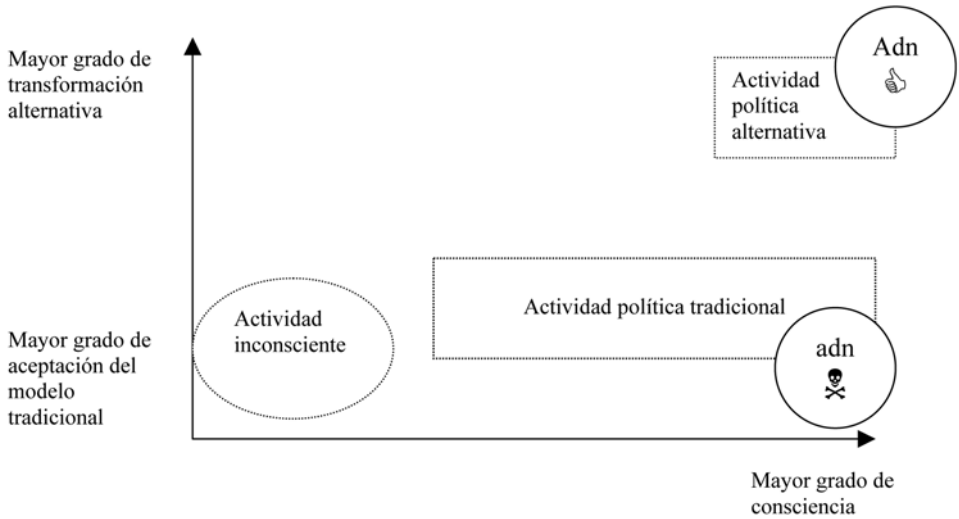 Mayor grado de
transformación
alternativa
Adn
Actividad
política
alternativa
Actividad
inconsciente
Actividad política tradicional
adn
Mayor grado de
aceptación del
modelo
tradicional
Mayor grado de
consciencia